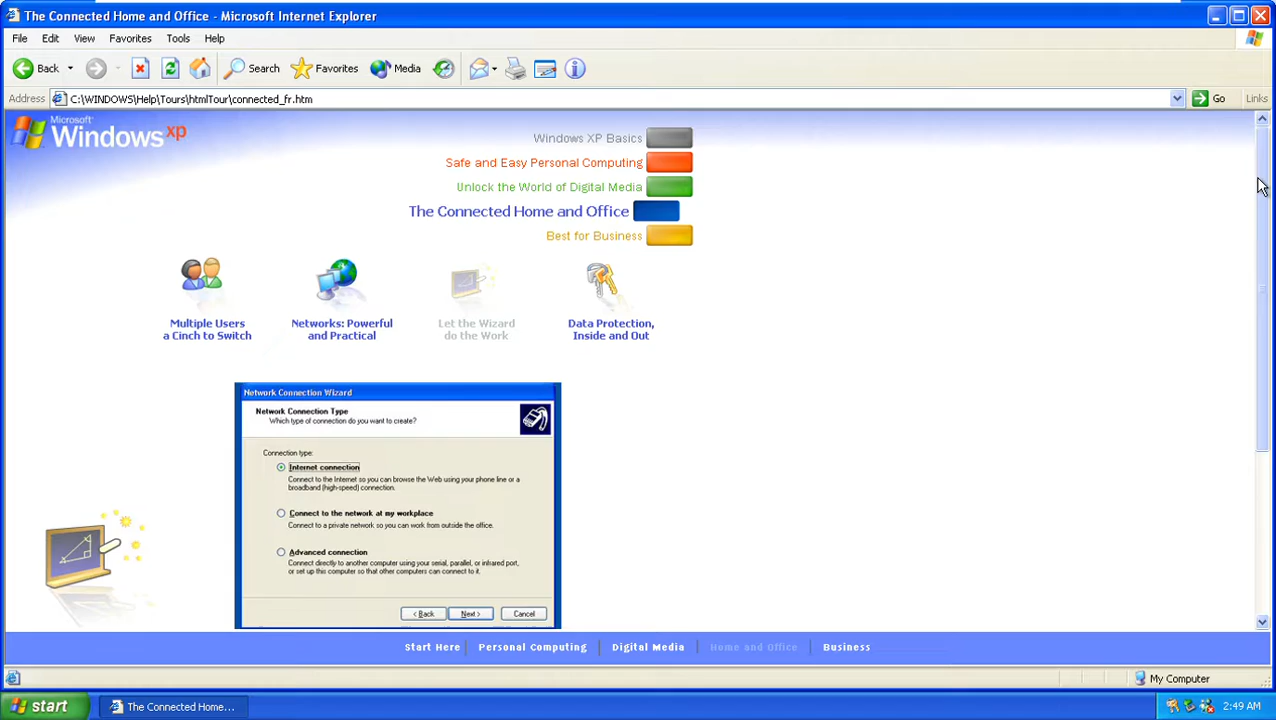 The Connected Home and Office - Microsoft Internet Explorer
File Edit View Favorites Tools Help
Back Search Favorites Media
Address C:\WINDOWS\Help\Tours\htmlTour\connected_fr.htm Go Links
Microsoft
Windows xp
Windows XP Basics
Safe and Easy Personal Computing
Unlock the World of Digital Media
The Connected Home and Office
Best for Business
Multiple Users
a Cinch to Switch
Networks: Powerful
and Practical
Let the Wizard
do the Work
Data Protection,
Inside and Out
Network Connection Wizard
Network Connection Type
Which type of connection do you want to create?
Connection type:
Internet connection
Connect to the Internet so you can browse the Web using your phone line or a
broadband (high-speed) connection.
Connect to the network at my workplace
Connect to a private network so you can work from outside the office.
Advanced connection
Connect directly to another computer using your serial, parallel, or infrared port,
or set up this computer so that other computers can connect to it.
< Back Next > Cancel
Start Here Personal Computing Digital Media Home and Office Business
My Computer
start The Connected Home... 2:49 AM